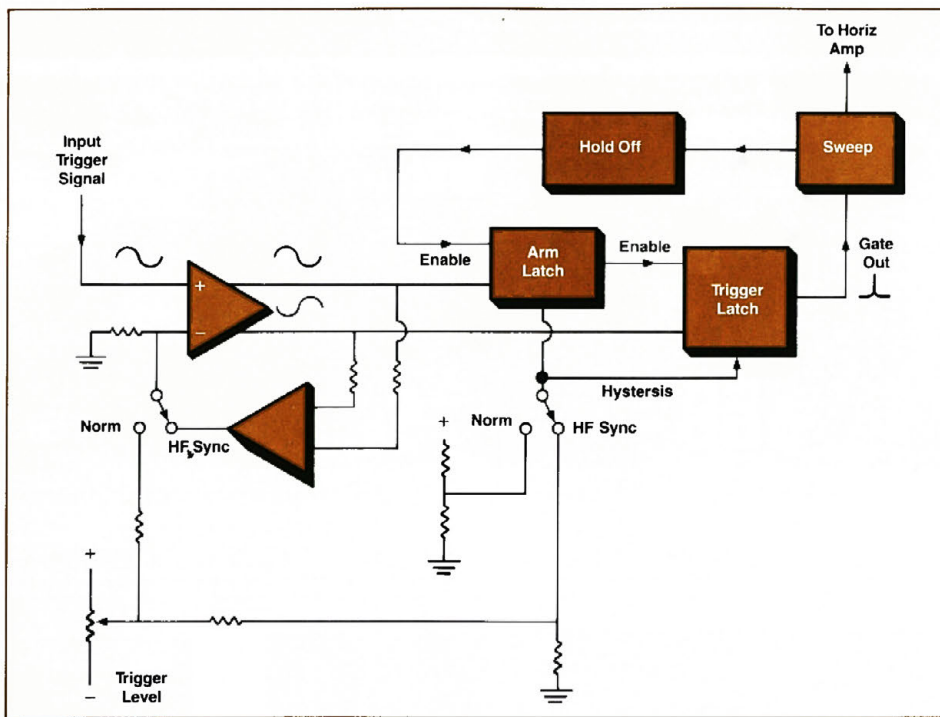 To Horiz
Amp
Input
Trigger
Signal
Hold Off
Sweep
Enable
Arm
Latch
Enable
Gate
Out
Trigger
Latch
+
−
Hystersis
Norm
HF Sync
+
Norm
HF Sync
+
−
Trigger
Level